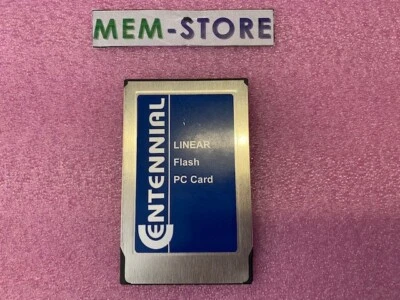 MEM-STORE
CENTENNIAL
LINEAR
Flash
PC Card